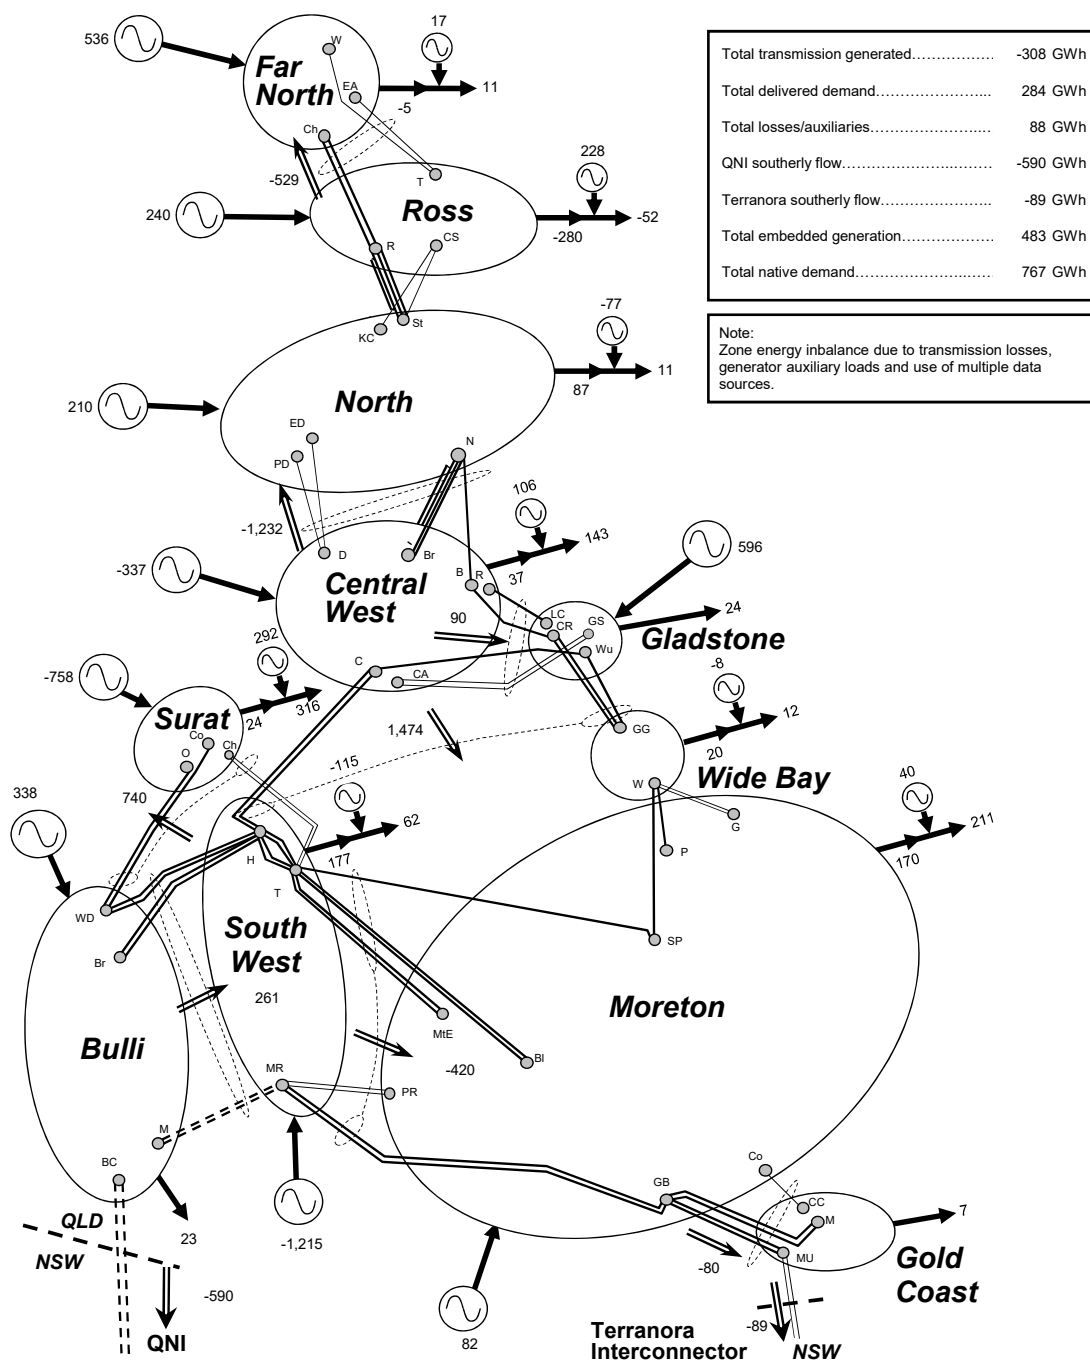 536
W
17
Far
North
EA
-5
11
Ch
-529
T
228
240
Ross
CS
R
-280
-52
St
KC
-77
87
11
North
210
ED
PD
N
-1,232
106
143
D
Br
B
R
37
596
-337
Central
West
90
LC
CR
GS
24
Wu
Gladstone
C
CA
292
-758
316
24
Surat
Co
O
Ch
1,474
-115
GG
-8
12
20
Wide Bay
W
G
P
338
740
62
177
40
211
170
H
T
WD
Br
SP
South
West
261
Moreton
MtE
BI
-420
Bulli
MR
PR
M
BC
QLD
NSW
23
-590
QNI
-1,215
82
GB
Co
CC
M
MU
7
-80
Gold
Coast
-89
Terranora
Interconnector
NSW
Total transmission generated................ -308 GWh
Total delivered demand...................... 284 GWh
Total losses/auxiliaries........................ 88 GWh
QNI southerly flow............................. -590 GWh
Terranora southerly flow.................... -89 GWh
Total embedded generation.................. 483 GWh
Total native demand........................... 767 GWh
Note:
Zone energy inbalance due to transmission losses,
generator auxiliary loads and use of multiple data
sources.